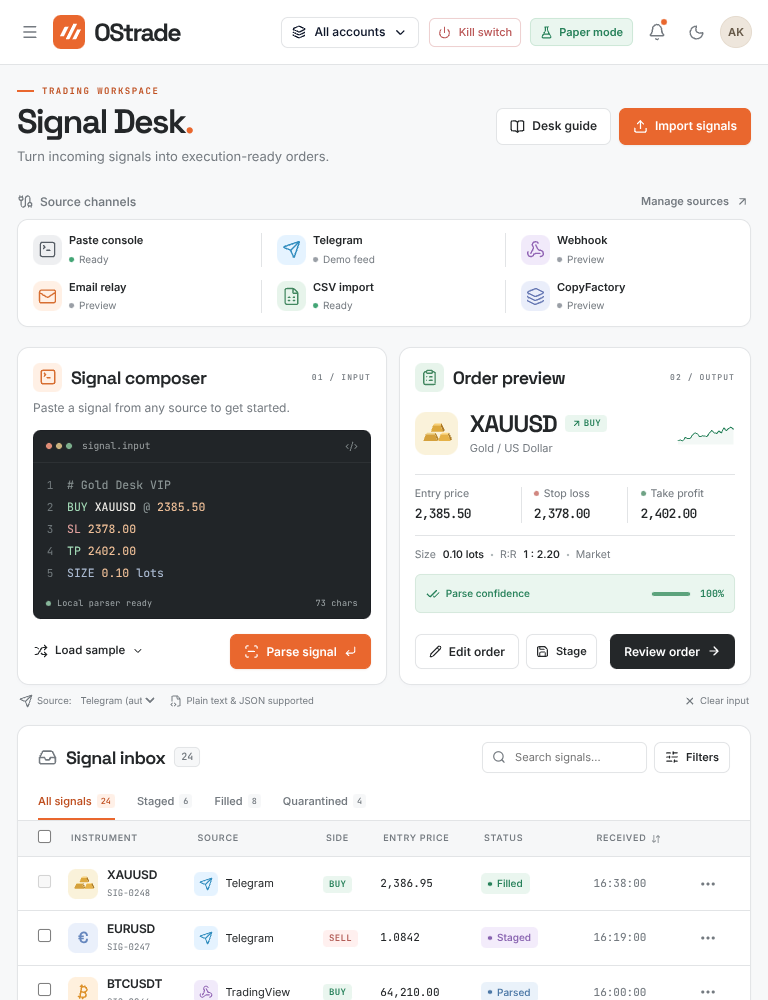 OStrade
All accounts
Kill switch
Paper mode
AK
TRADING WORKSPACE
Signal Desk.
Turn incoming signals into execution-ready orders.
Desk guide
Import signals
Source channels
Manage sources
Paste console
Ready
Telegram
Demo feed
Webhook
Preview
Email relay
Preview
CSV import
Ready
CopyFactory
Preview
Signal composer
01 / INPUT
Paste a signal from any source to get started.
signal.input
</>
1 # Gold Desk VIP
2 BUY XAUUSD @ 2385.50
3 SL 2378.00
4 TP 2402.00
5 SIZE 0.10 lots
Local parser ready
73 chars
Load sample
Parse signal
Order preview
02 / OUTPUT
XAUUSD
BUY
Gold / US Dollar
Entry price
2,385.50
Stop loss
2,378.00
Take profit
2,402.00
Size 0.10 lots · R:R 1 : 2.20 · Market
Parse confidence
100%
Edit order
Stage
Review order
Source: Telegram (aut
Plain text & JSON supported
Clear input
Signal inbox 24
Search signals...
Filters
All signals 24
Staged 6
Filled 8
Quarantined 4
INSTRUMENT SOURCE SIDE ENTRY PRICE STATUS RECEIVED
XAUUSD
SIG-0248
Telegram BUY 2,386.95 Filled 16:38:00
€
EURUSD
SIG-0247
Telegram SELL 1.0842 Staged 16:19:00
₿
BTCUSDT
TradingView BUY 64,210.00 Parsed 16:00:00